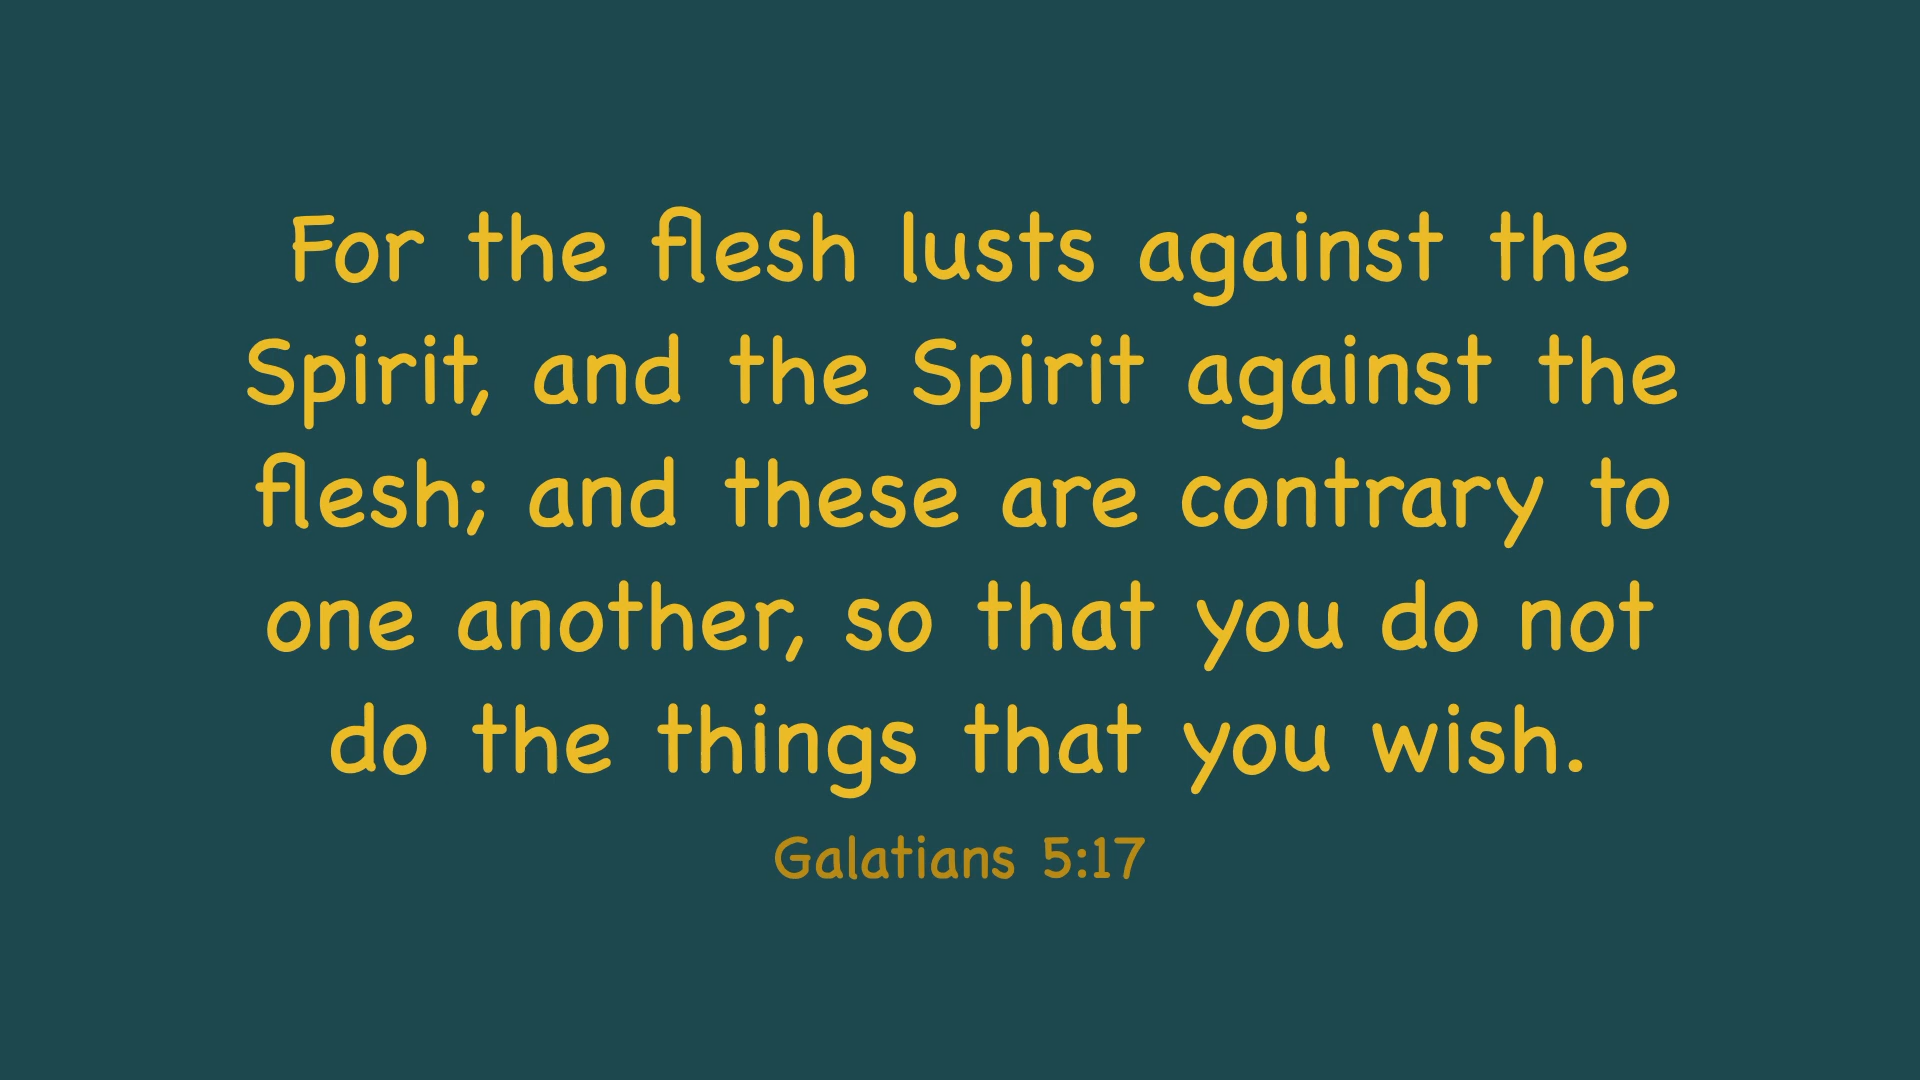 For the flesh lusts against the
Spirit, and the Spirit against the
flesh; and these are contrary to
one another, so that you do not
do the things that you wish.
Galatians 5:17